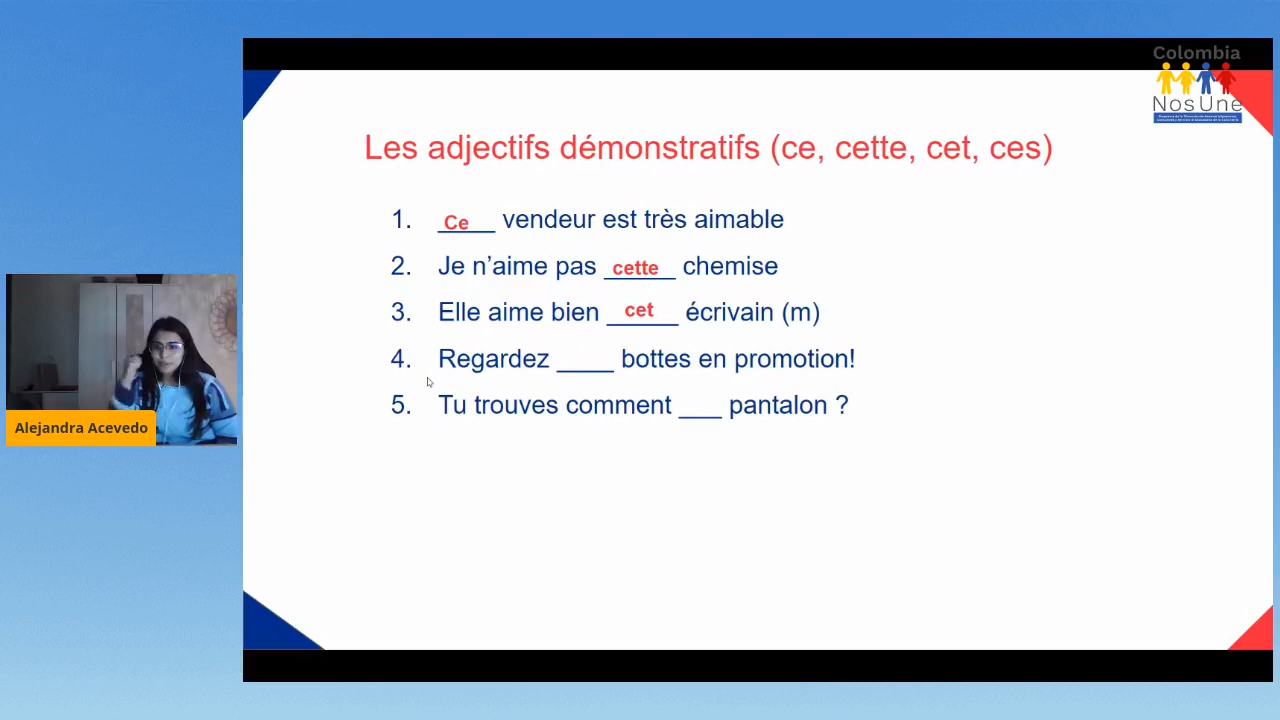 Colombia
NosUne
Les adjectifs démonstratifs (ce, cette, cet, ces)
1. Ce vendeur est très aimable
2. Je n’aime pas cette chemise
3. Elle aime bien cet écrivain (m)
4. Regardez ____ bottes en promotion!
5. Tu trouves comment ___ pantalon ?
Alejandra Acevedo